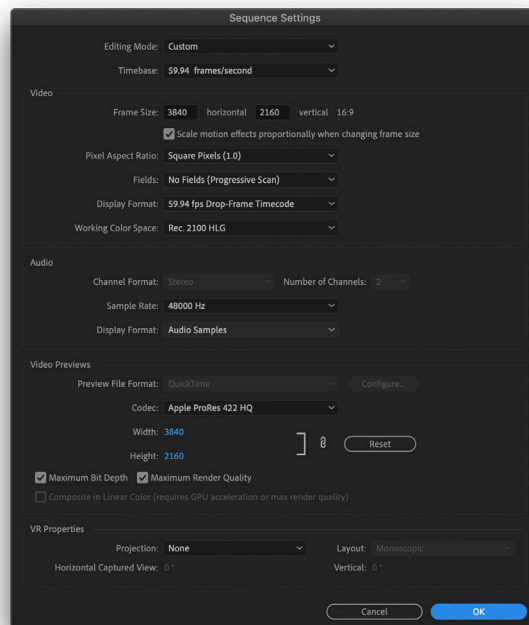 Sequence Settings
Editing Mode: Custom
Timebase: 59.94 frames/second
Video
Frame Size: 3840 horizontal 2160 vertical 16:9
Scale motion effects proportionally when changing frame size
Pixel Aspect Ratio: Square Pixels (1.0)
Fields: No Fields (Progressive Scan)
Display Format: 59.94 fps Drop-Frame Timecode
Working Color Space: Rec. 2100 HLG
Audio
Channel Format: Stereo Number of Channels: 2
Sample Rate: 48000 Hz
Display Format: Audio Samples
Video Previews
Preview File Format: QuickTime Configure...
Codec: Apple ProRes 422 HQ
Width: 3840
Height: 2160
Reset
Maximum Bit Depth Maximum Render Quality
Composite in Linear Color (requires GPU acceleration or max render quality)
VR Properties
Projection: None Layout: Monoscopic
Horizontal Captured View: 0° Vertical: 0°
Cancel OK